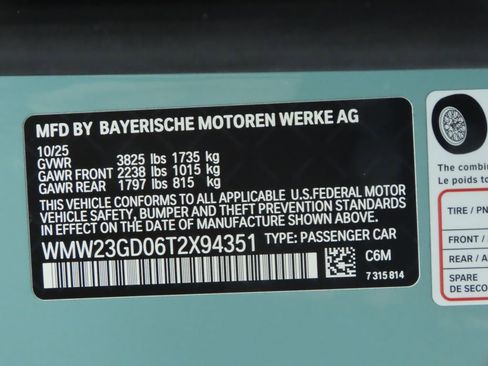 MFD BY BAYERISCHE MOTOREN WERKE AG
10/25
GVWR 3825 lbs 1735 kg
GAWR FRONT 2238 lbs 1015 kg
GAWR REAR 1797 lbs 815 kg
THIS VEHICLE CONFORMS TO ALL APPLICABLE U.S.FEDERAL MOTOR
VEHICLE SAFETY, BUMPER AND THEFT PREVENTION STANDARDS
IN EFFECT ON THE DATE OF MANUFACTURE SHOWN ABOVE.
WMW23GD06T2X94351 TYPE: PASSENGER CAR
C6M
7 315 814
The combin
Le poids t
TIRE / PN
FRONT /
REAR / A
SPARE
DE SECO